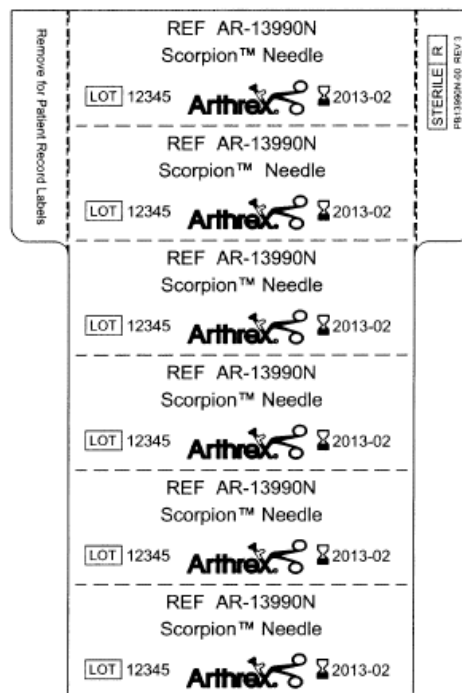 Remove for Patient Record Labels
REF AR-13990N
Scorpion™ Needle
LOT 12345 Arthrex® 2013-02
REF AR-13990N
Scorpion™ Needle
LOT 12345 Arthrex® 2013-02
REF AR-13990N
Scorpion™ Needle
LOT 12345 Arthrex® 2013-02
REF AR-13990N
Scorpion™ Needle
LOT 12345 Arthrex® 2013-02
REF AR-13990N
Scorpion™ Needle
LOT 12345 Arthrex® 2013-02
REF AR-13990N
Scorpion™ Needle
LOT 12345 Arthrex® 2013-02
STERILE R
REV 3